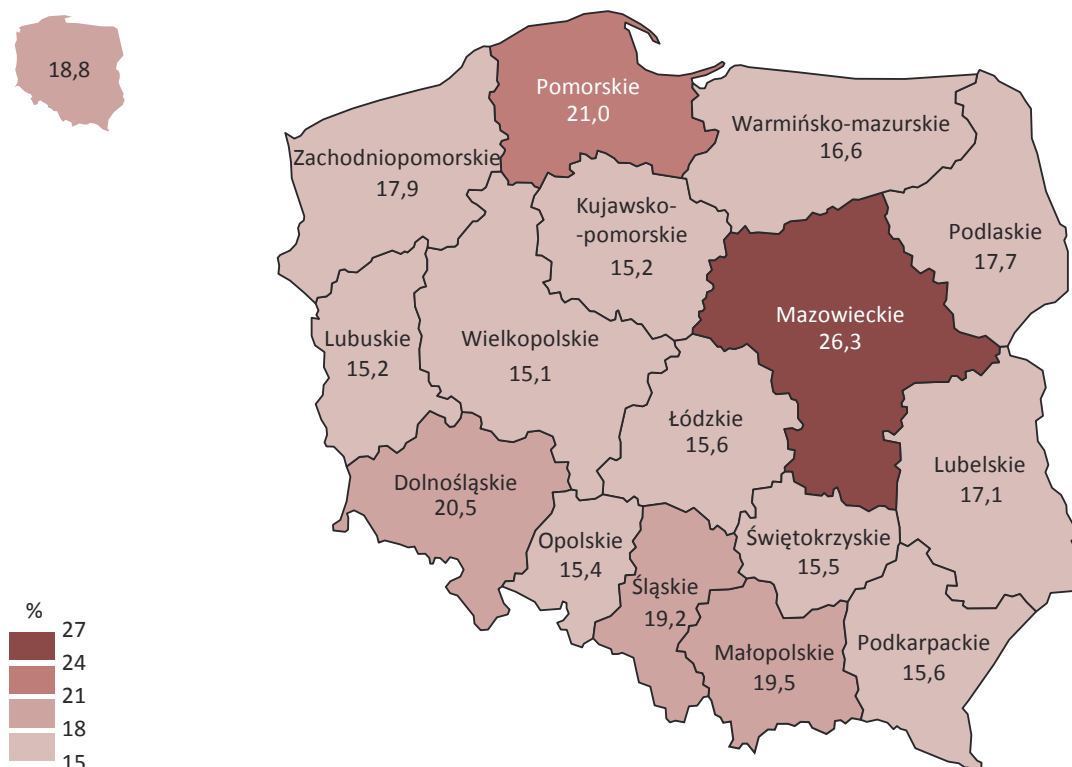 18,8
Pomorskie
21,0
Warmińsko-mazurskie
16,6
Zachodniopomorskie
17,9
Kujawsko-
-pomorskie
15,2
Podlaskie
17,7
Mazowieckie
26,3
Lubuskie
15,2
Wielkopolskie
15,1
Łódzkie
15,6
Lubelskie
17,1
Dolnośląskie
20,5
Opolskie
15,4
Świętokrzyskie
15,5
Śląskie
19,2
Małopolskie
19,5
Podkarpackie
15,6
%
27
24
21
18
15